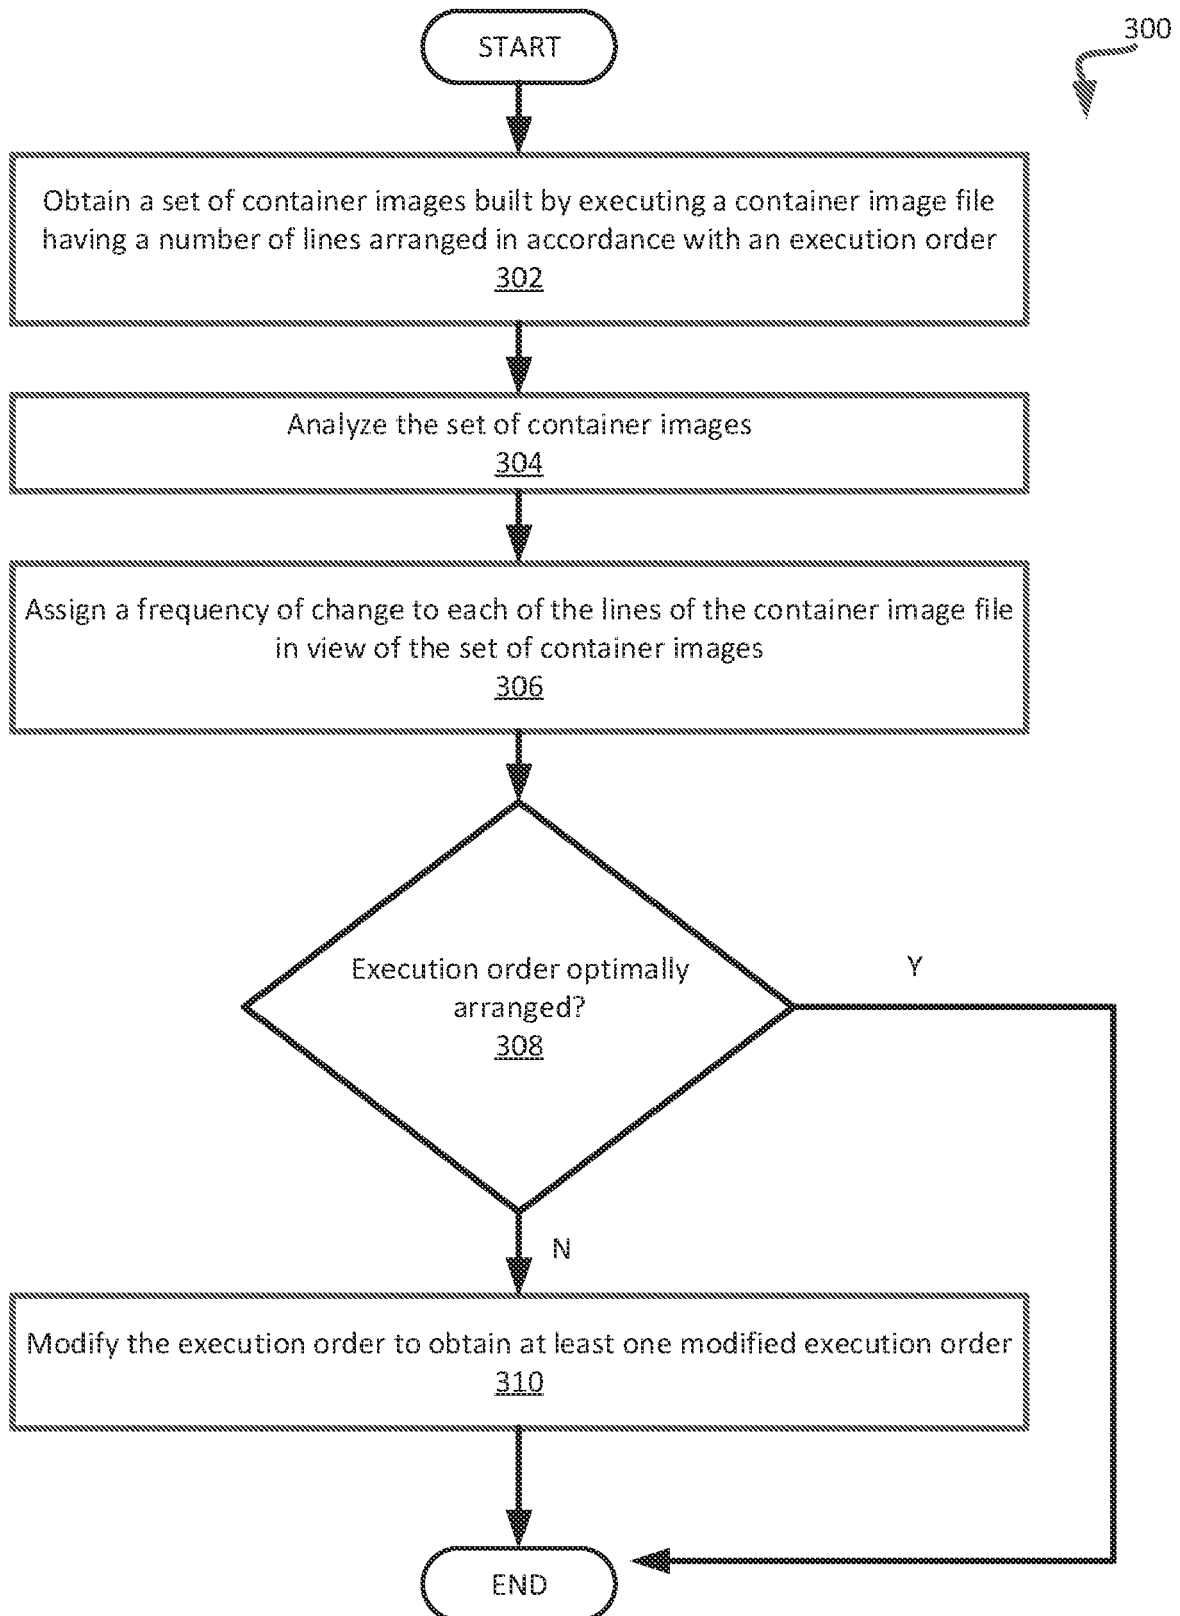 START
300
Obtain a set of container images built by executing a container image file
having a number of lines arranged in accordance with an execution order
302
Analyze the set of container images
304
Assign a frequency of change to each of the lines of the container image file
in view of the set of container images
306
Execution order optimally
arranged?
308
Y
N
Modify the execution order to obtain at least one modified execution order
310
END